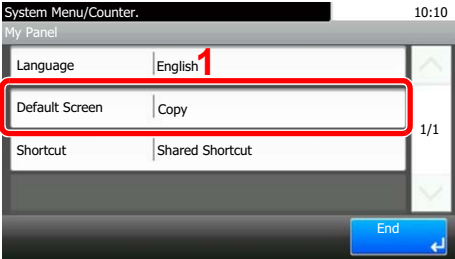 System Menu/Counter. 10:10
My Panel
Language English 1
Default Screen Copy
1/1
Shortcut Shared Shortcut
End